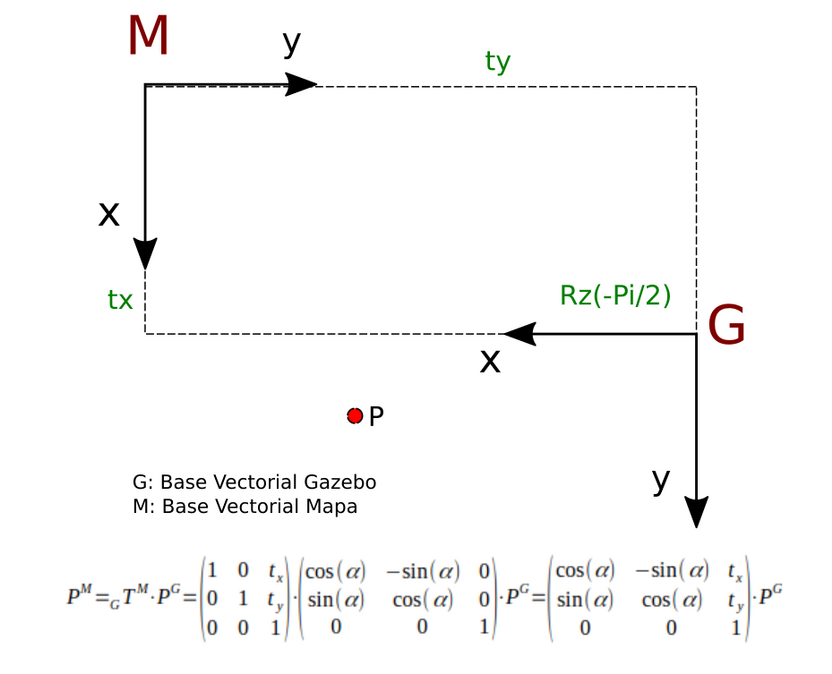 M
y
ty
x
tx
Rz(-Pi/2)
G
x
P
y
G: Base Vectorial Gazebo
M: Base Vectorial Mapa
P^M =_G T^M · P^G = (1 0 t_x; 0 1 t_y; 0 0 1) · (cos(α) −sin(α) 0; sin(α) cos(α) 0; 0 0 1) · P^G = (cos(α) −sin(α) t_x; sin(α) cos(α) t_y; 0 0 1) · P^G